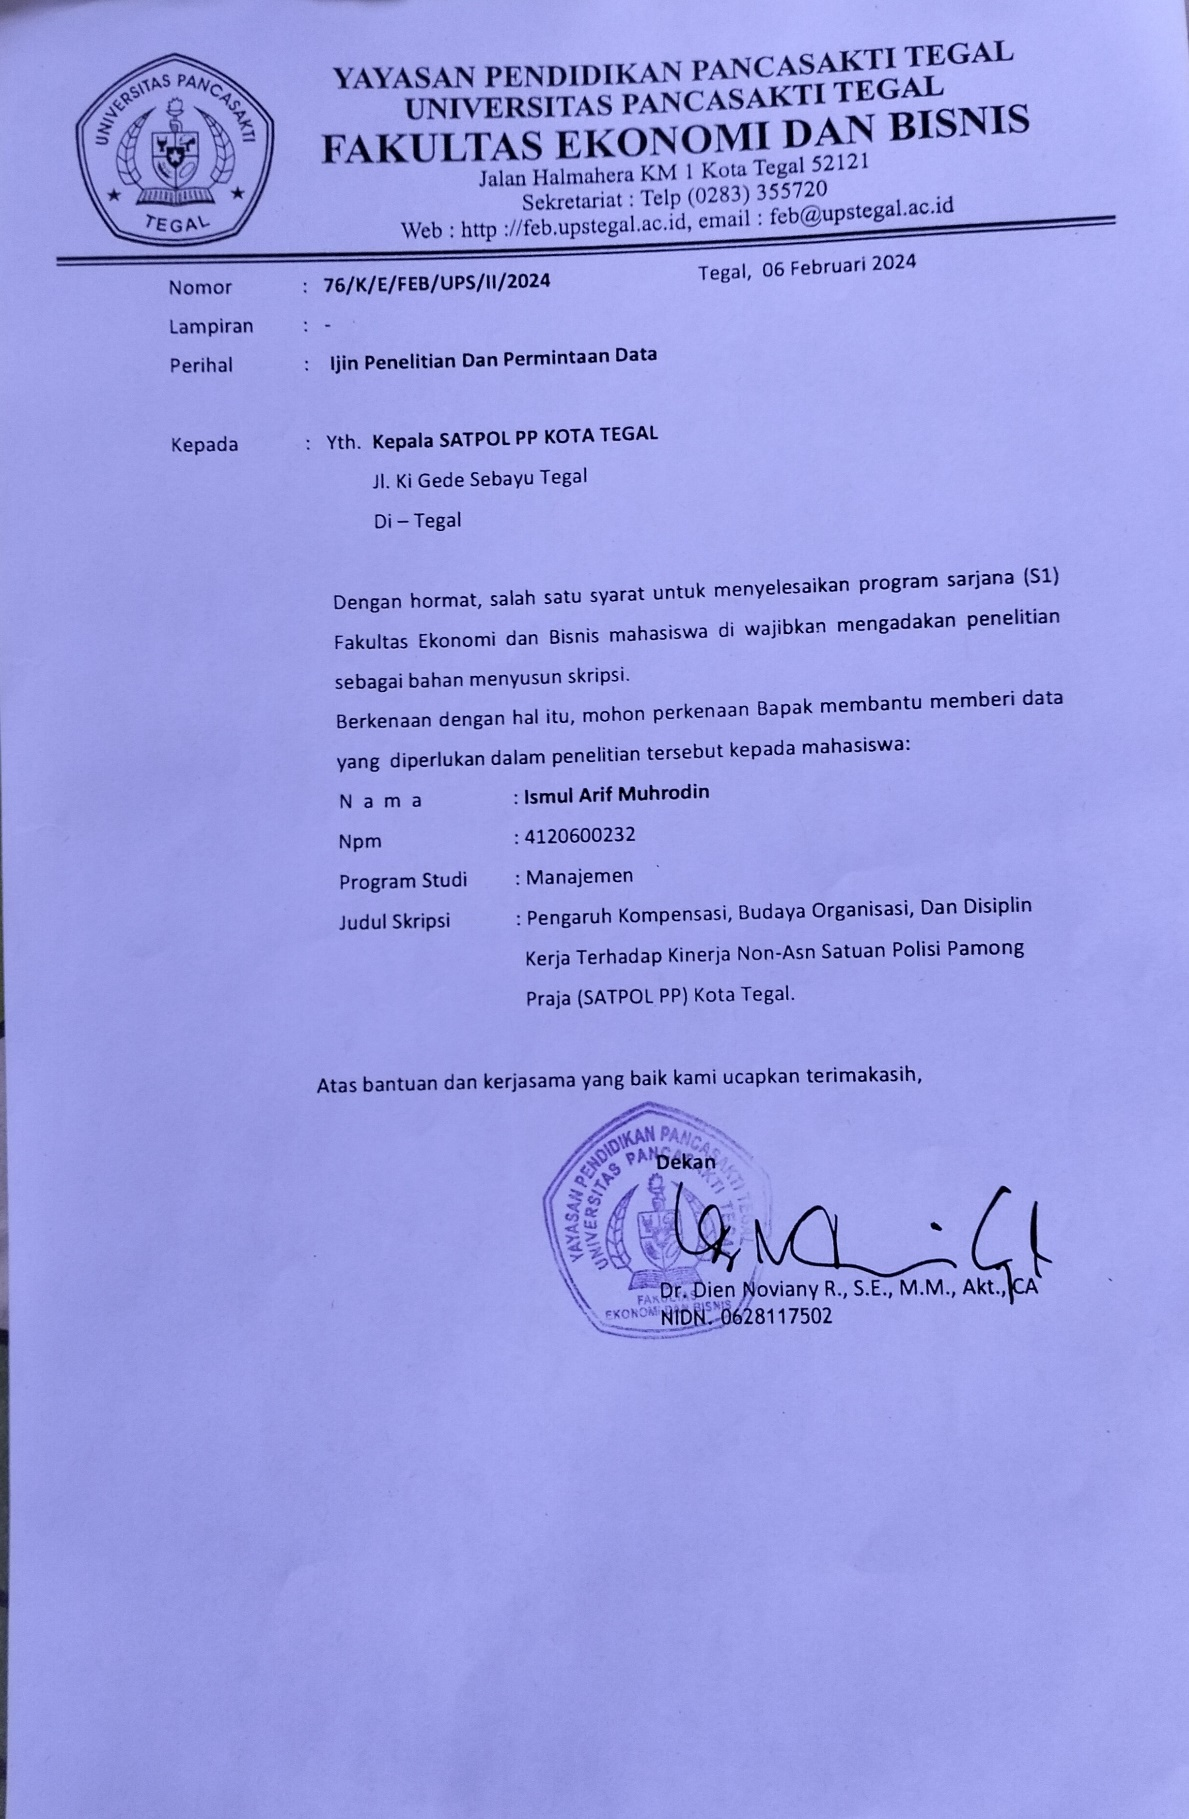 UNIVERSITAS PANCASAKTI
TEGAL
YAYASAN PENDIDIKAN PANCASAKTI TEGAL
UNIVERSITAS PANCASAKTI TEGAL
FAKULTAS EKONOMI DAN BISNIS
Jalan Halmahera KM 1 Kota Tegal 52121
Sekretariat : Telp (0283) 355720
Web : http ://feb.upstegal.ac.id, email : feb@upstegal.ac.id
Nomor : 76/K/E/FEB/UPS/II/2024 Tegal, 06 Februari 2024
Lampiran : -
Perihal : Ijin Penelitian Dan Permintaan Data
Kepada : Yth. Kepala SATPOL PP KOTA TEGAL
Jl. Ki Gede Sebayu Tegal
Di – Tegal
Dengan hormat, salah satu syarat untuk menyelesaikan program sarjana (S1)
Fakultas Ekonomi dan Bisnis mahasiswa di wajibkan mengadakan penelitian
sebagai bahan menyusun skripsi.
Berkenaan dengan hal itu, mohon perkenaan Bapak membantu memberi data
yang diperlukan dalam penelitian tersebut kepada mahasiswa:
N a m a : Ismul Arif Muhrodin
Npm : 4120600232
Program Studi : Manajemen
Judul Skripsi : Pengaruh Kompensasi, Budaya Organisasi, Dan Disiplin
Kerja Terhadap Kinerja Non-Asn Satuan Polisi Pamong
Praja (SATPOL PP) Kota Tegal.
Atas bantuan dan kerjasama yang baik kami ucapkan terimakasih,
YAYASAN PENDIDIKAN PANCASAKTI TEGAL
UNIVERSITAS PANCASAKTI TEGAL
Dekan
FAKULTAS
EKONOMI DAN BISNIS
Dr. Dien Noviany R., S.E., M.M., Akt., CA
NIDN. 0628117502